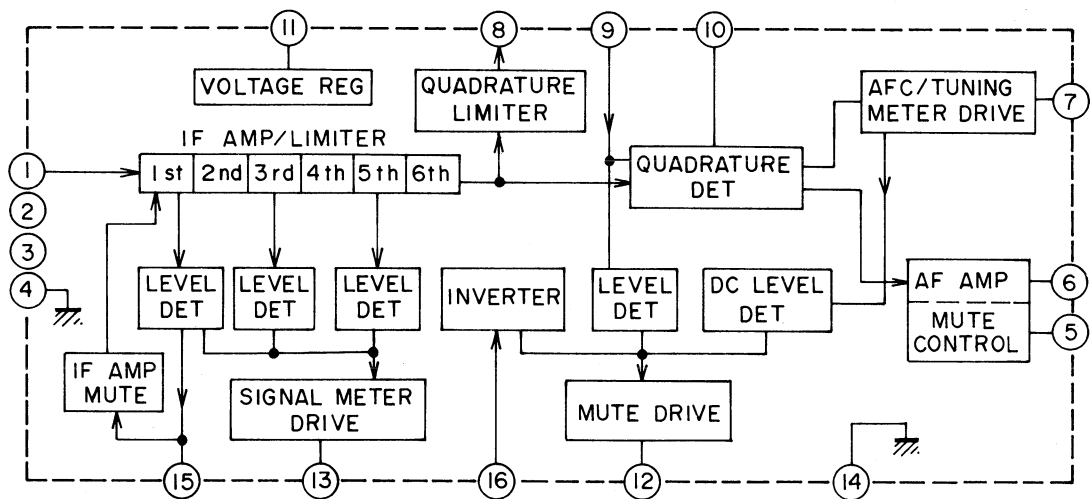 11
8
9
10
VOLTAGE REG
QUADRATURE
LIMITER
AFC/TUNING
METER DRIVE
7
IF AMP/LIMITER
1
1st 2nd 3rd 4th 5th 6th
QUADRATURE
DET
2
3
4
LEVEL
DET
LEVEL
DET
LEVEL
DET
INVERTER
LEVEL
DET
DC LEVEL
DET
AF AMP
6
MUTE
CONTROL
5
IF AMP
MUTE
SIGNAL METER
DRIVE
MUTE DRIVE
15
13
16
12
14